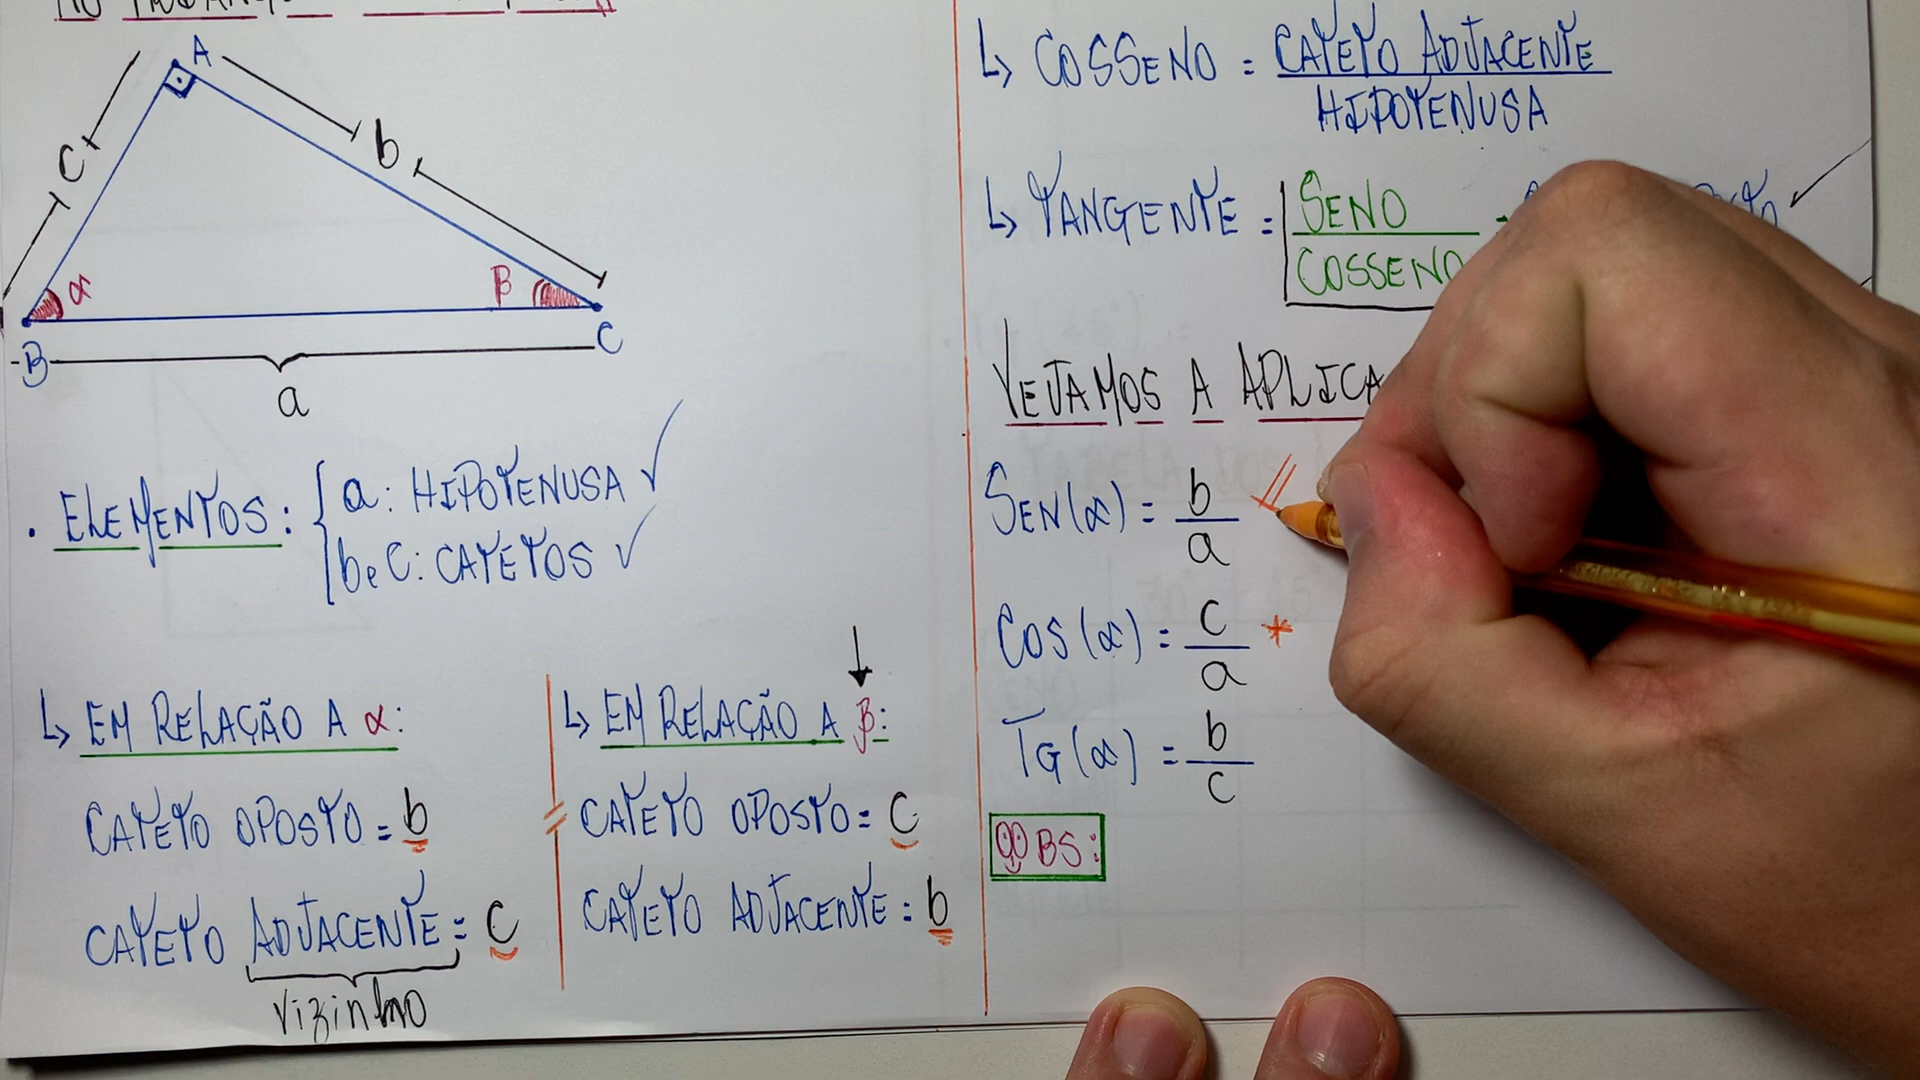 A
c
b
α
β
B
C
a
. ELEMENTOS: { a: HIPOTENUSA ✓
b e C: CATETOS ✓
↳ EM RELAÇÃO A α:
CATETO OPOSTO = b
CATETO ADJACENTE = c
vizinho
↳ EM RELAÇÃO A β:
CATETO OPOSTO = C
CATETO ADJACENTE = b
↳ COSSENO = CATETO ADJACENTE
HIPOTENUSA
↳ TANGENTE = SENO
COSSENO
VEJAMOS A
SEN(α) = b
a
COS(α) = c *
a
TG(α) = b
c
OBS: